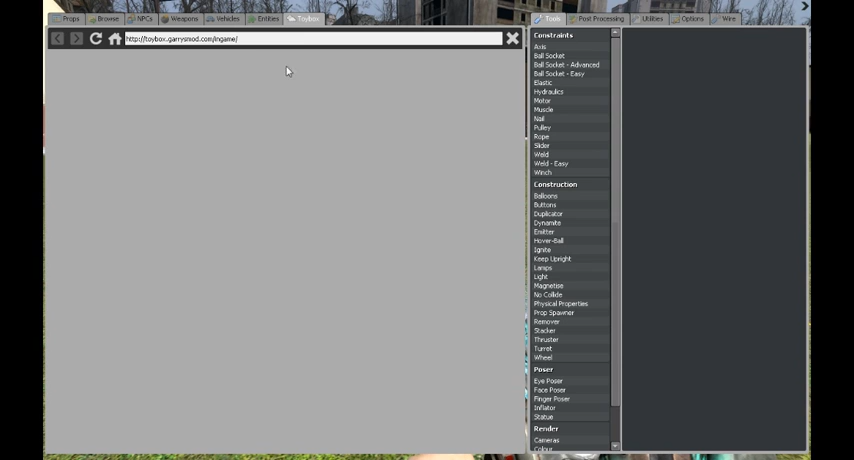 Props Browse NPCs Weapons Vehicles Entities Toybox
http://toybox.garrysmod.com/ingame/
Tools Post Processing Utilities Options Wire
Constraints
Axis
Ball Socket
Ball Socket - Advanced
Ball Socket - Easy
Elastic
Hydraulics
Motor
Muscle
Nail
Pulley
Rope
Slider
Weld
Weld - Easy
Winch
Construction
Balloons
Buttons
Duplicator
Dynamite
Emitter
Hover-Ball
Ignite
Keep Upright
Lamps
Light
Magnetise
No Collide
Physical Properties
Prop Spawner
Remover
Stacker
Thruster
Turret
Wheel
Poser
Eye Poser
Face Poser
Finger Poser
Inflator
Statue
Render
Cameras
Colour